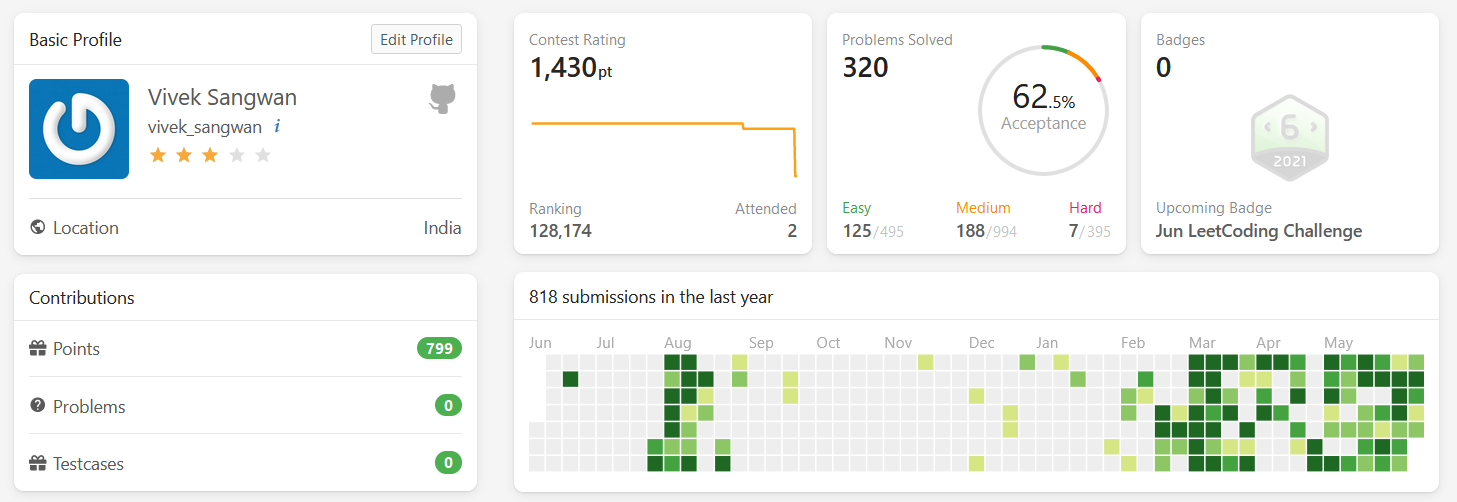 Basic Profile
Edit Profile
Vivek Sangwan
vivek_sangwan i
Location India
Contributions
Points 799
Problems 0
Testcases 0
Contest Rating
1,430pt
Ranking Attended
128,174 2
Problems Solved
320
62.5%
Acceptance
Easy Medium Hard
125/495 188/994 7/395
Badges
0
6
2021
Upcoming Badge
Jun LeetCoding Challenge
818 submissions in the last year
Jun Jul Aug Sep Oct Nov Dec Jan Feb Mar Apr May